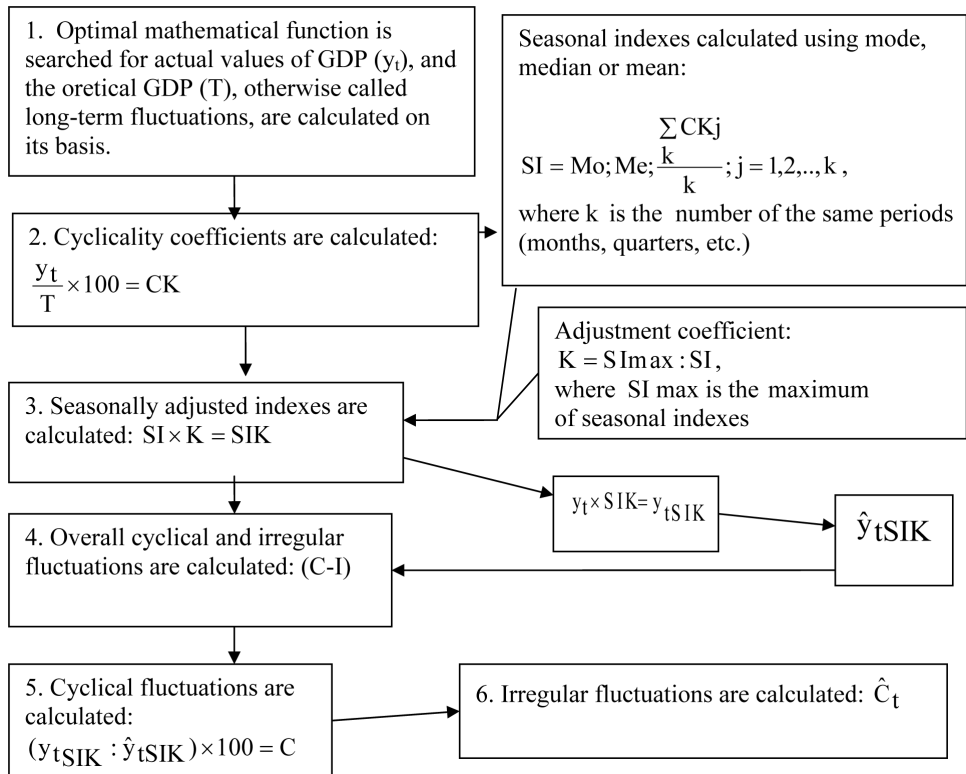 1. Optimal mathematical function is
searched for actual values of GDP (yt), and
the oretical GDP (T), otherwise called
long-term fluctuations, are calculated on
its basis.
Seasonal indexes calculated using mode,
median or mean:
SI = Mo; Me; (∑CKj / k) / k ; j = 1,2,..,k ,
where k is the number of the same periods
(months, quarters, etc.)
2. Cyclicality coefficients are calculated:
yt / T ×100 = CK
Adjustment coefficient:
K = SImax : SI ,
where SI max is the maximum
of seasonal indexes
3. Seasonally adjusted indexes are
calculated: SI × K = SIK
yt × SIK = ytSIK
ŷtSIK
4. Overall cyclical and irregular
fluctuations are calculated: (C-I)
5. Cyclical fluctuations are
calculated:
(ytSIK : ŷtSIK) × 100 = C
6. Irregular fluctuations are calculated: Ĉt